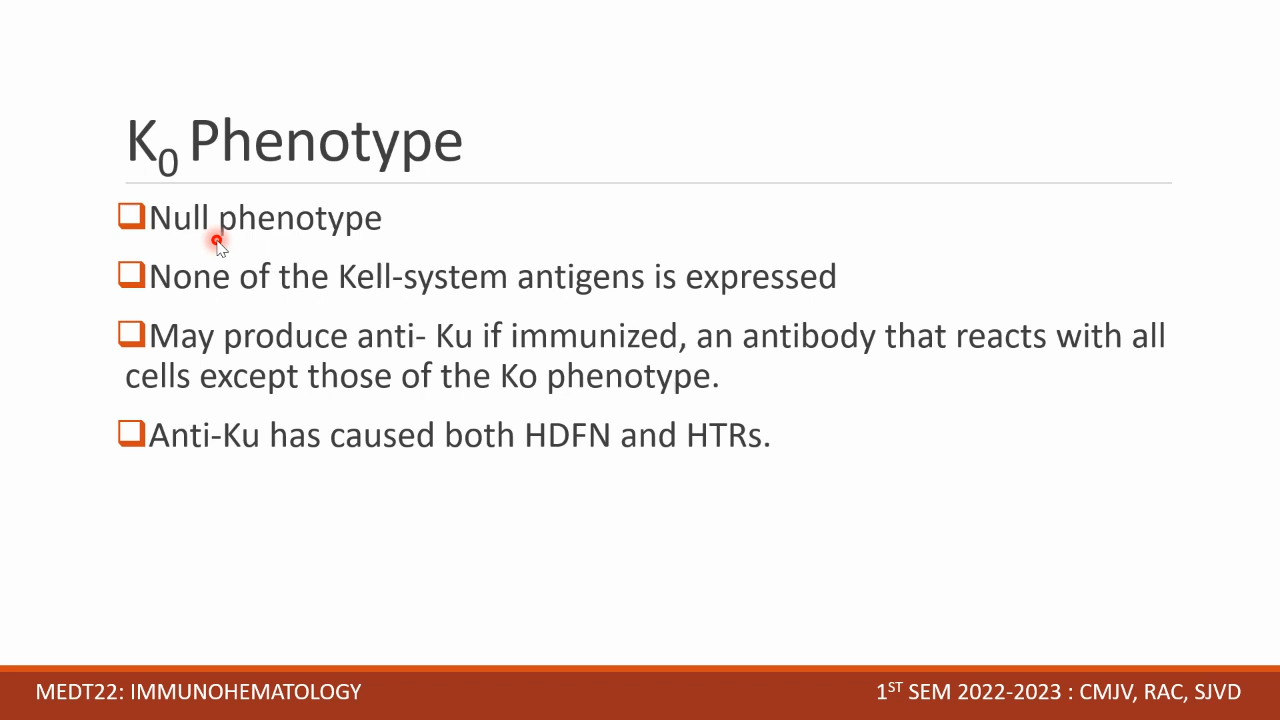 K₀ Phenotype
Null phenotype
None of the Kell-system antigens is expressed
May produce anti- Ku if immunized, an antibody that reacts with all
cells except those of the Ko phenotype.
Anti-Ku has caused both HDFN and HTRs.
MEDT22: IMMUNOHEMATOLOGY
1ST SEM 2022-2023 : CMJV, RAC, SJVD